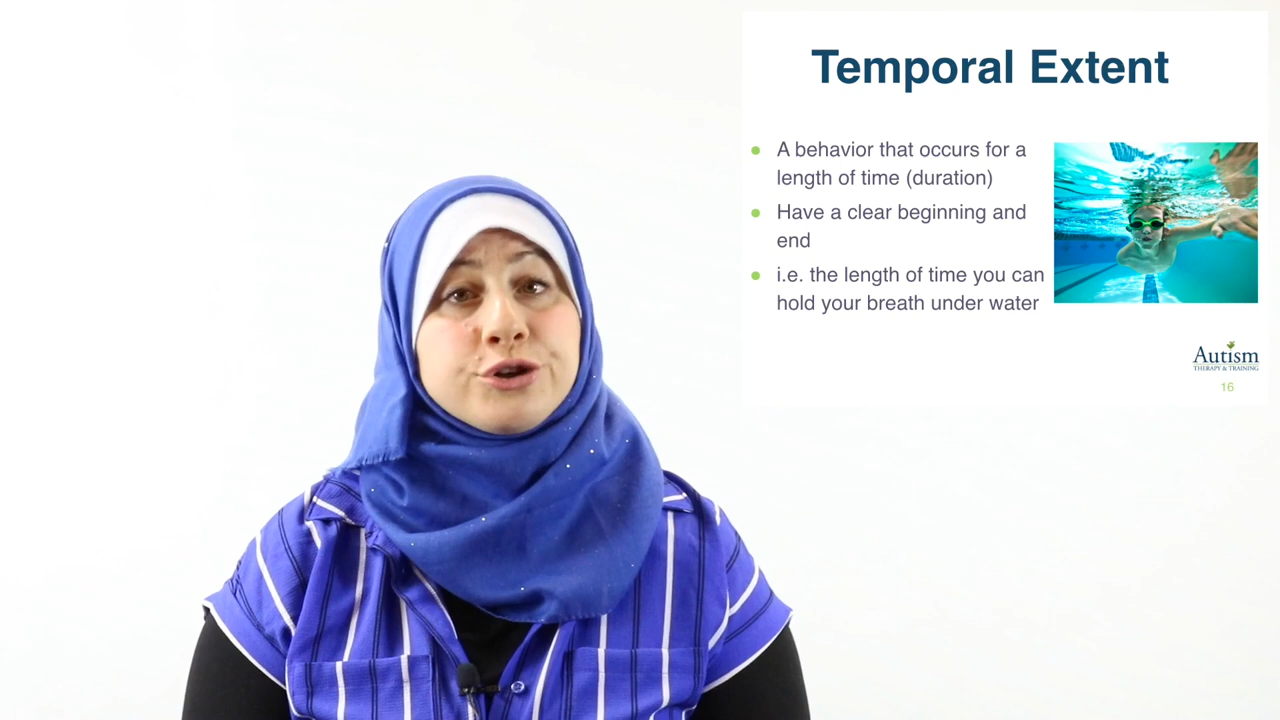 Temporal Extent
A behavior that occurs for a
length of time (duration)
Have a clear beginning and
end
i.e. the length of time you can
hold your breath under water
Autism
THERAPY & TRAINING
16